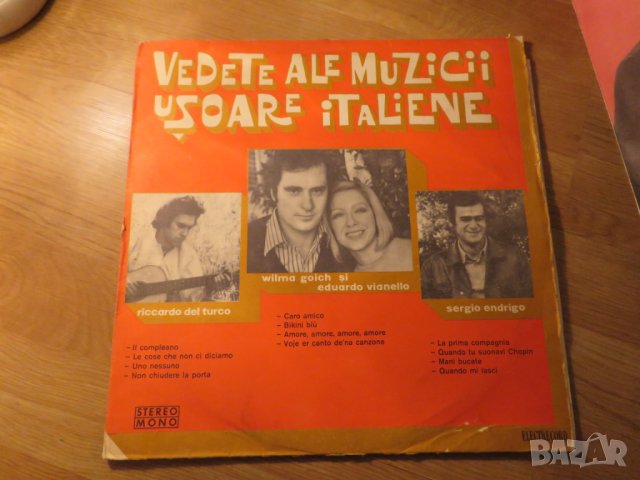 VEDETE ALE MUZICII
UȘOARE ITALIENE
riccardo del turco
- Il compleano
- Le cose che non ci diciamo
- Uno nessuno
- Non chiudere la porta
wilma goich și
eduardo vianello
- Caro amico
- Bikini blù
- Amore, amore, amore, amore
- Voje er canto de'na canzone
sergio endrigo
- La prima compagnia
- Quando tu suonavi Chopin
- Mani bucate
- Quando mi lasci
STEREO
MONO
ELECTRECORD
BAZAR
bg